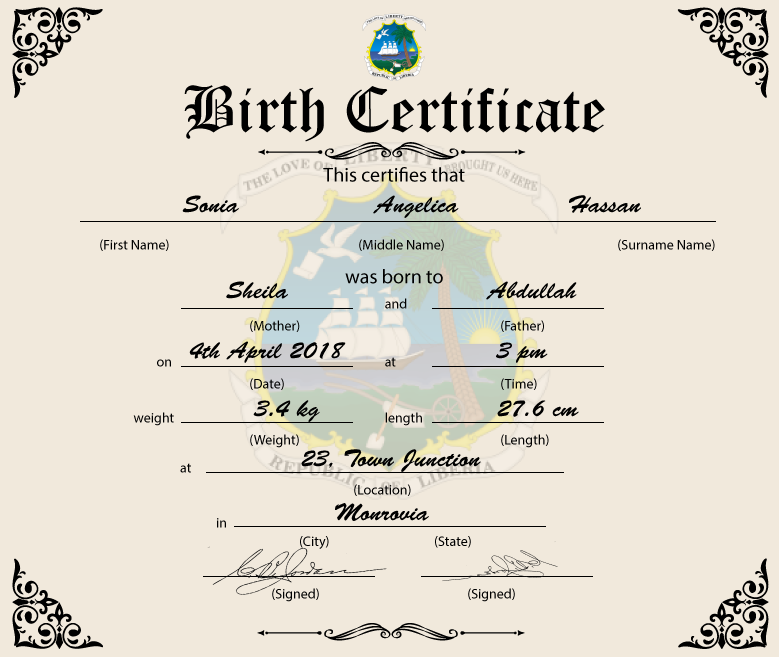 THE LOVE OF LIBERTY BROUGHT US HERE
REPUBLIC OF LIBERIA
Birth Certificate
THE LOVE OF LIBERTY BROUGHT US HERE
This certifies that
Sonia Angelica Hassan
(First Name) (Middle Name) (Surname Name)
was born to
Sheila and Abdullah
(Mother) (Father)
on 4th April 2018 at 3 pm
(Date) (Time)
weight 3.4 kg length 27.6 cm
(Weight) (Length)
at 23, Town Junction
REPUBLIC OF LIBERIA
(Location)
in Monrovia
(City) (State)
(Signed) (Signed)